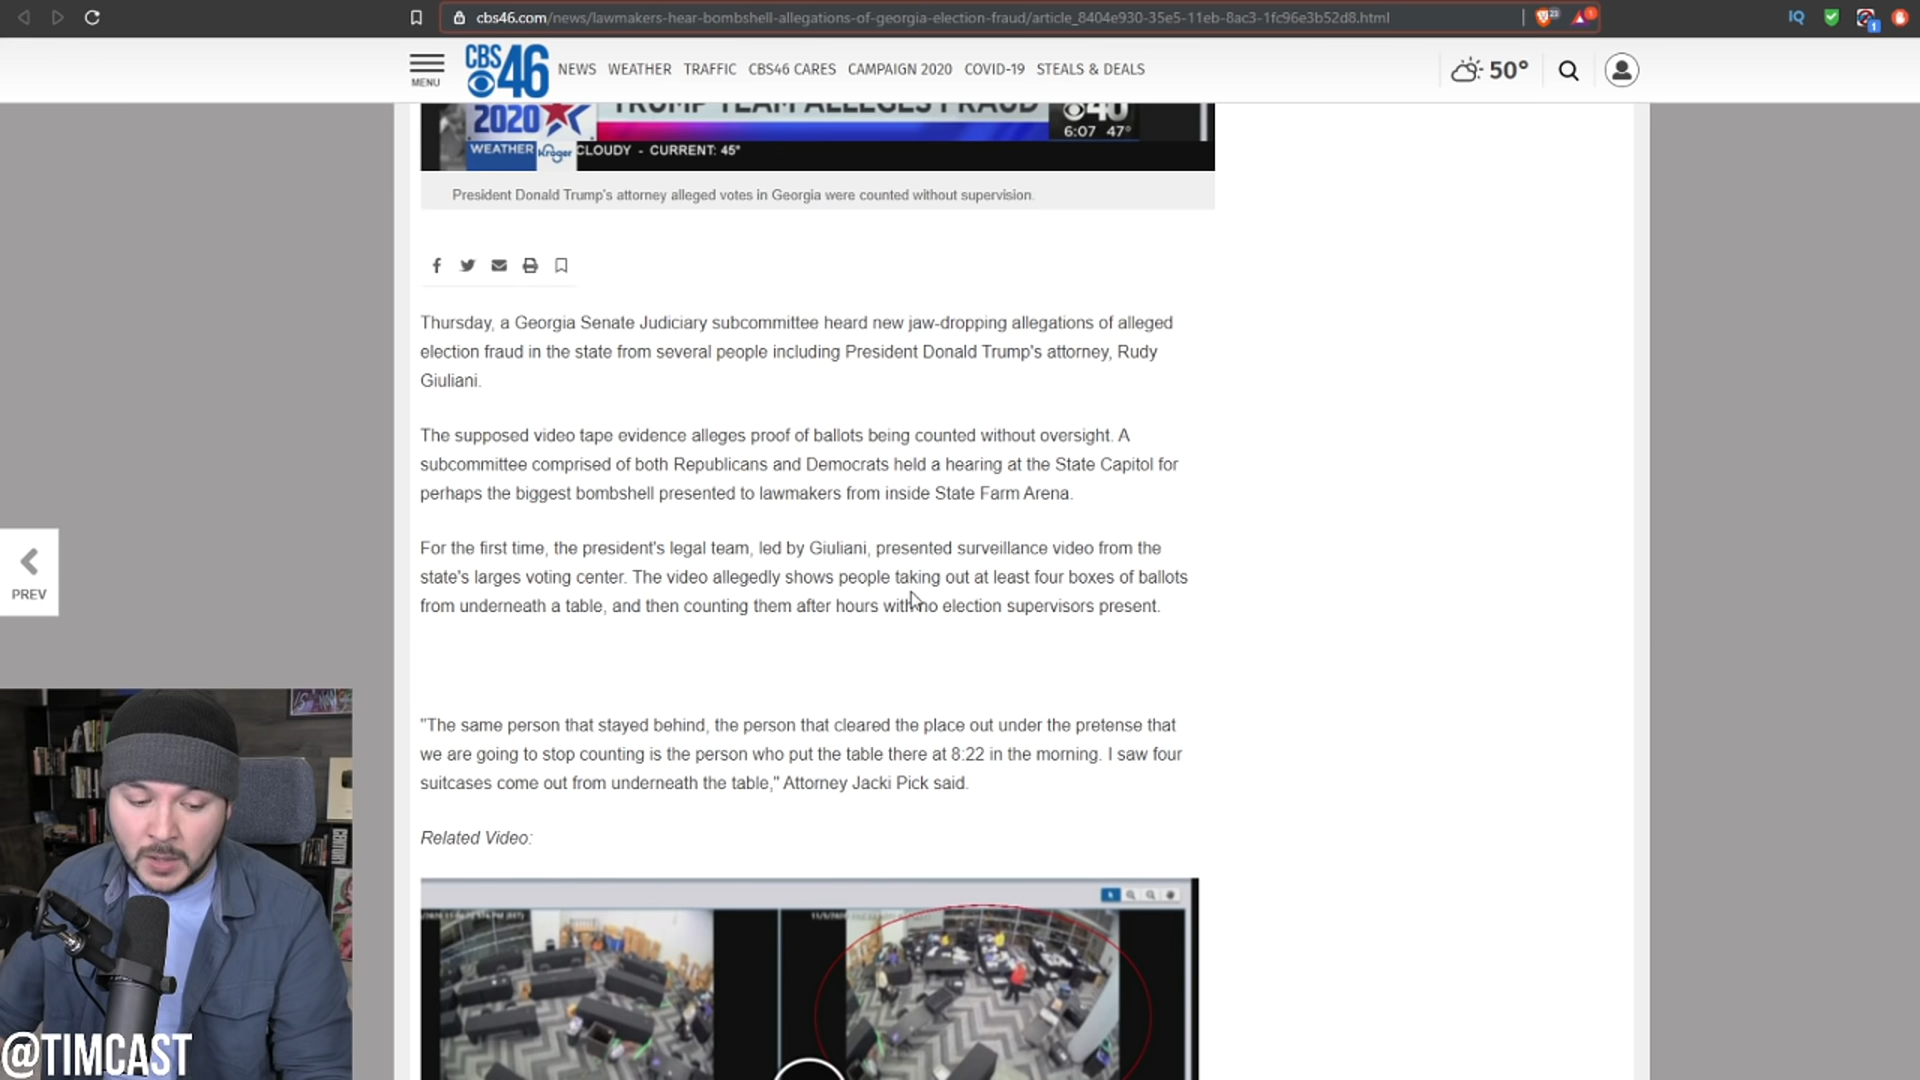 cbs46.com/news/lawmakers-hear-bombshell-allegations-of-georgia-election-fraud/article_8404e930-35e5-11eb-8ac3-1fc96e3b52d8.html
MENU
CBS 46
NEWS WEATHER TRAFFIC CBS46 CARES CAMPAIGN 2020 COVID-19 STEALS & DEALS
50°
TRUMP TEAM ALLEGES FRAUD
2020
6:07 47°
WEATHER Kroger CLOUDY - CURRENT: 45°
President Donald Trump's attorney alleged votes in Georgia were counted without supervision.
Thursday, a Georgia Senate Judiciary subcommittee heard new jaw-dropping allegations of alleged
election fraud in the state from several people including President Donald Trump's attorney, Rudy
Giuliani.
The supposed video tape evidence alleges proof of ballots being counted without oversight. A
subcommittee comprised of both Republicans and Democrats held a hearing at the State Capitol for
perhaps the biggest bombshell presented to lawmakers from inside State Farm Arena.
For the first time, the president's legal team, led by Giuliani, presented surveillance video from the
state's larges voting center. The video allegedly shows people taking out at least four boxes of ballots
from underneath a table, and then counting them after hours with no election supervisors present.
PREV
"The same person that stayed behind, the person that cleared the place out under the pretense that
we are going to stop counting is the person who put the table there at 8:22 in the morning. I saw four
suitcases come out from underneath the table," Attorney Jacki Pick said.
Related Video:
@TIMCAST